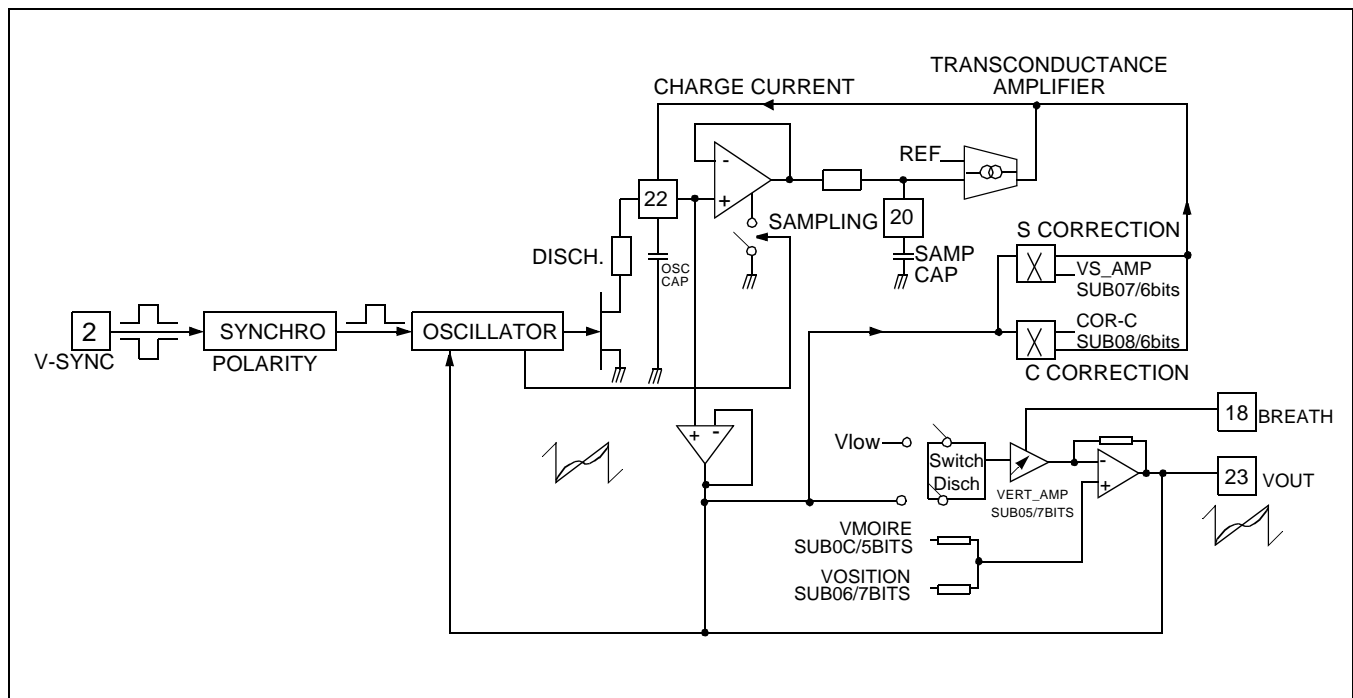 TRANSCONDUCTANCE
AMPLIFIER
CHARGE CURRENT
REF
-
+
22
SAMPLING
20
DISCH.
OSC
CAP
SAMP
CAP
S CORRECTION
VS_AMP
SUB07/6bits
COR-C
SUB08/6bits
C CORRECTION
2
V-SYNC
SYNCHRO
POLARITY
OSCILLATOR
+ -
Vlow
Switch
Disch
VERT_AMP
SUB05/7BITS
-
+
18
BREATH
23
VOUT
VMOIRE
SUB0C/5BITS
VOSITION
SUB06/7BITS